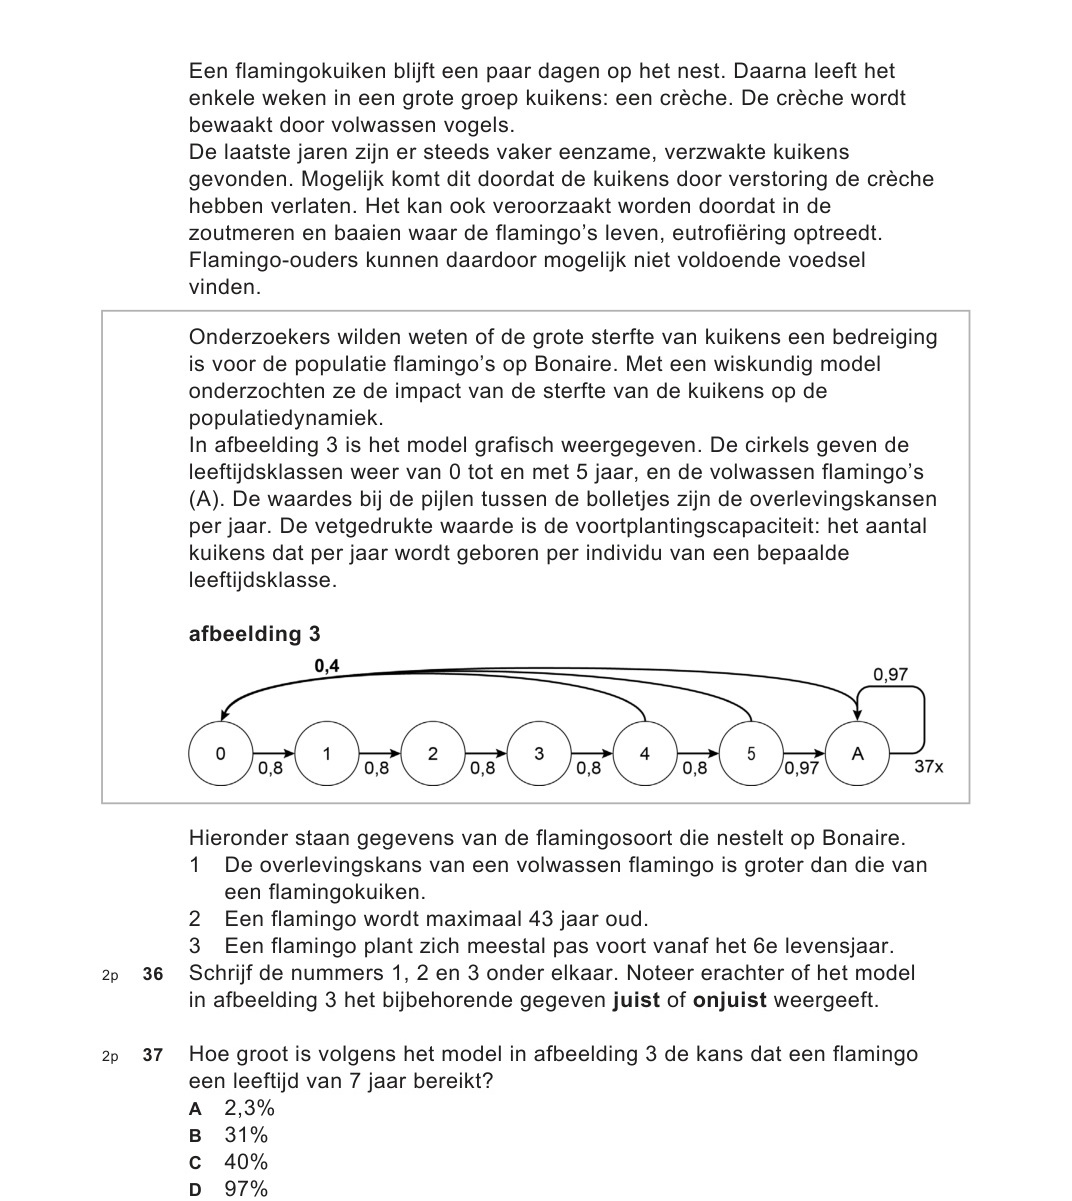 Een flamingokuiken blijft een paar dagen op het nest. Daarna leeft het
enkele weken in een grote groep kuikens: een crèche. De crèche wordt
bewaakt door volwassen vogels.
De laatste jaren zijn er steeds vaker eenzame, verzwakte kuikens
gevonden. Mogelijk komt dit doordat de kuikens door verstoring de crèche
hebben verlaten. Het kan ook veroorzaakt worden doordat in de
zoutmeren en baaien waar de flamingo's leven, eutrofiëring optreedt.
Flamingo-ouders kunnen daardoor mogelijk niet voldoende voedsel
vinden.
Onderzoekers wilden weten of de grote sterfte van kuikens een bedreiging
is voor de populatie flamingo's op Bonaire. Met een wiskundig model
onderzochten ze de impact van de sterfte van de kuikens op de
populatiedynamiek.
In afbeelding 3 is het model grafisch weergegeven. De cirkels geven de
leeftijdsklassen weer van 0 tot en met 5 jaar, en de volwassen flamingo's
(A). De waardes bij de pijlen tussen de bolletjes zijn de overlevingskansen
per jaar. De vetgedrukte waarde is de voortplantingscapaciteit: het aantal
kuikens dat per jaar wordt geboren per individu van een bepaalde
leeftijdsklasse.
afbeelding 3
0,4
0,97
0 1 2 3 4 5 A
0,8 0,8 0,8 0,8 0,8 0,97 37x
Hieronder staan gegevens van de flamingosoort die nestelt op Bonaire.
1 De overlevingskans van een volwassen flamingo is groter dan die van
een flamingokuiken.
2 Een flamingo wordt maximaal 43 jaar oud.
3 Een flamingo plant zich meestal pas voort vanaf het 6e levensjaar.
2p 36 Schrijf de nummers 1, 2 en 3 onder elkaar. Noteer erachter of het model
in afbeelding 3 het bijbehorende gegeven juist of onjuist weergeeft.
2p 37 Hoe groot is volgens het model in afbeelding 3 de kans dat een flamingo
een leeftijd van 7 jaar bereikt?
A 2,3%
B 31%
C 40%
D 97%